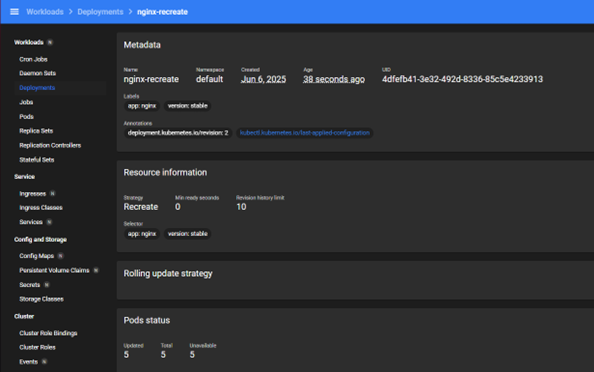 Workloads > Deployments > nginx-recreate
Workloads N
Cron Jobs
Daemon Sets
Deployments
Jobs
Pods
Replica Sets
Replication Controllers
Stateful Sets
Service
Ingresses N
Ingress Classes
Services N
Config and Storage
Config Maps N
Persistent Volume Claims N
Secrets N
Storage Classes
Cluster
Cluster Role Bindings
Cluster Roles
Events N
Metadata
Name Namespace Created Age UID
nginx-recreate default Jun 6, 2025 38 seconds ago 4dfefb41-3e32-492d-8336-85c5e4233913
Labels
app: nginx version: stable
Annotations
deployment.kubernetes.io/revision: 2 kubectl.kubernetes.io/last-applied-configuration
Resource information
Strategy Min ready seconds Revision history limit
Recreate 0 10
Selector
app: nginx version: stable
Rolling update strategy
Pods status
Updated Total Unavailable
5 5 5